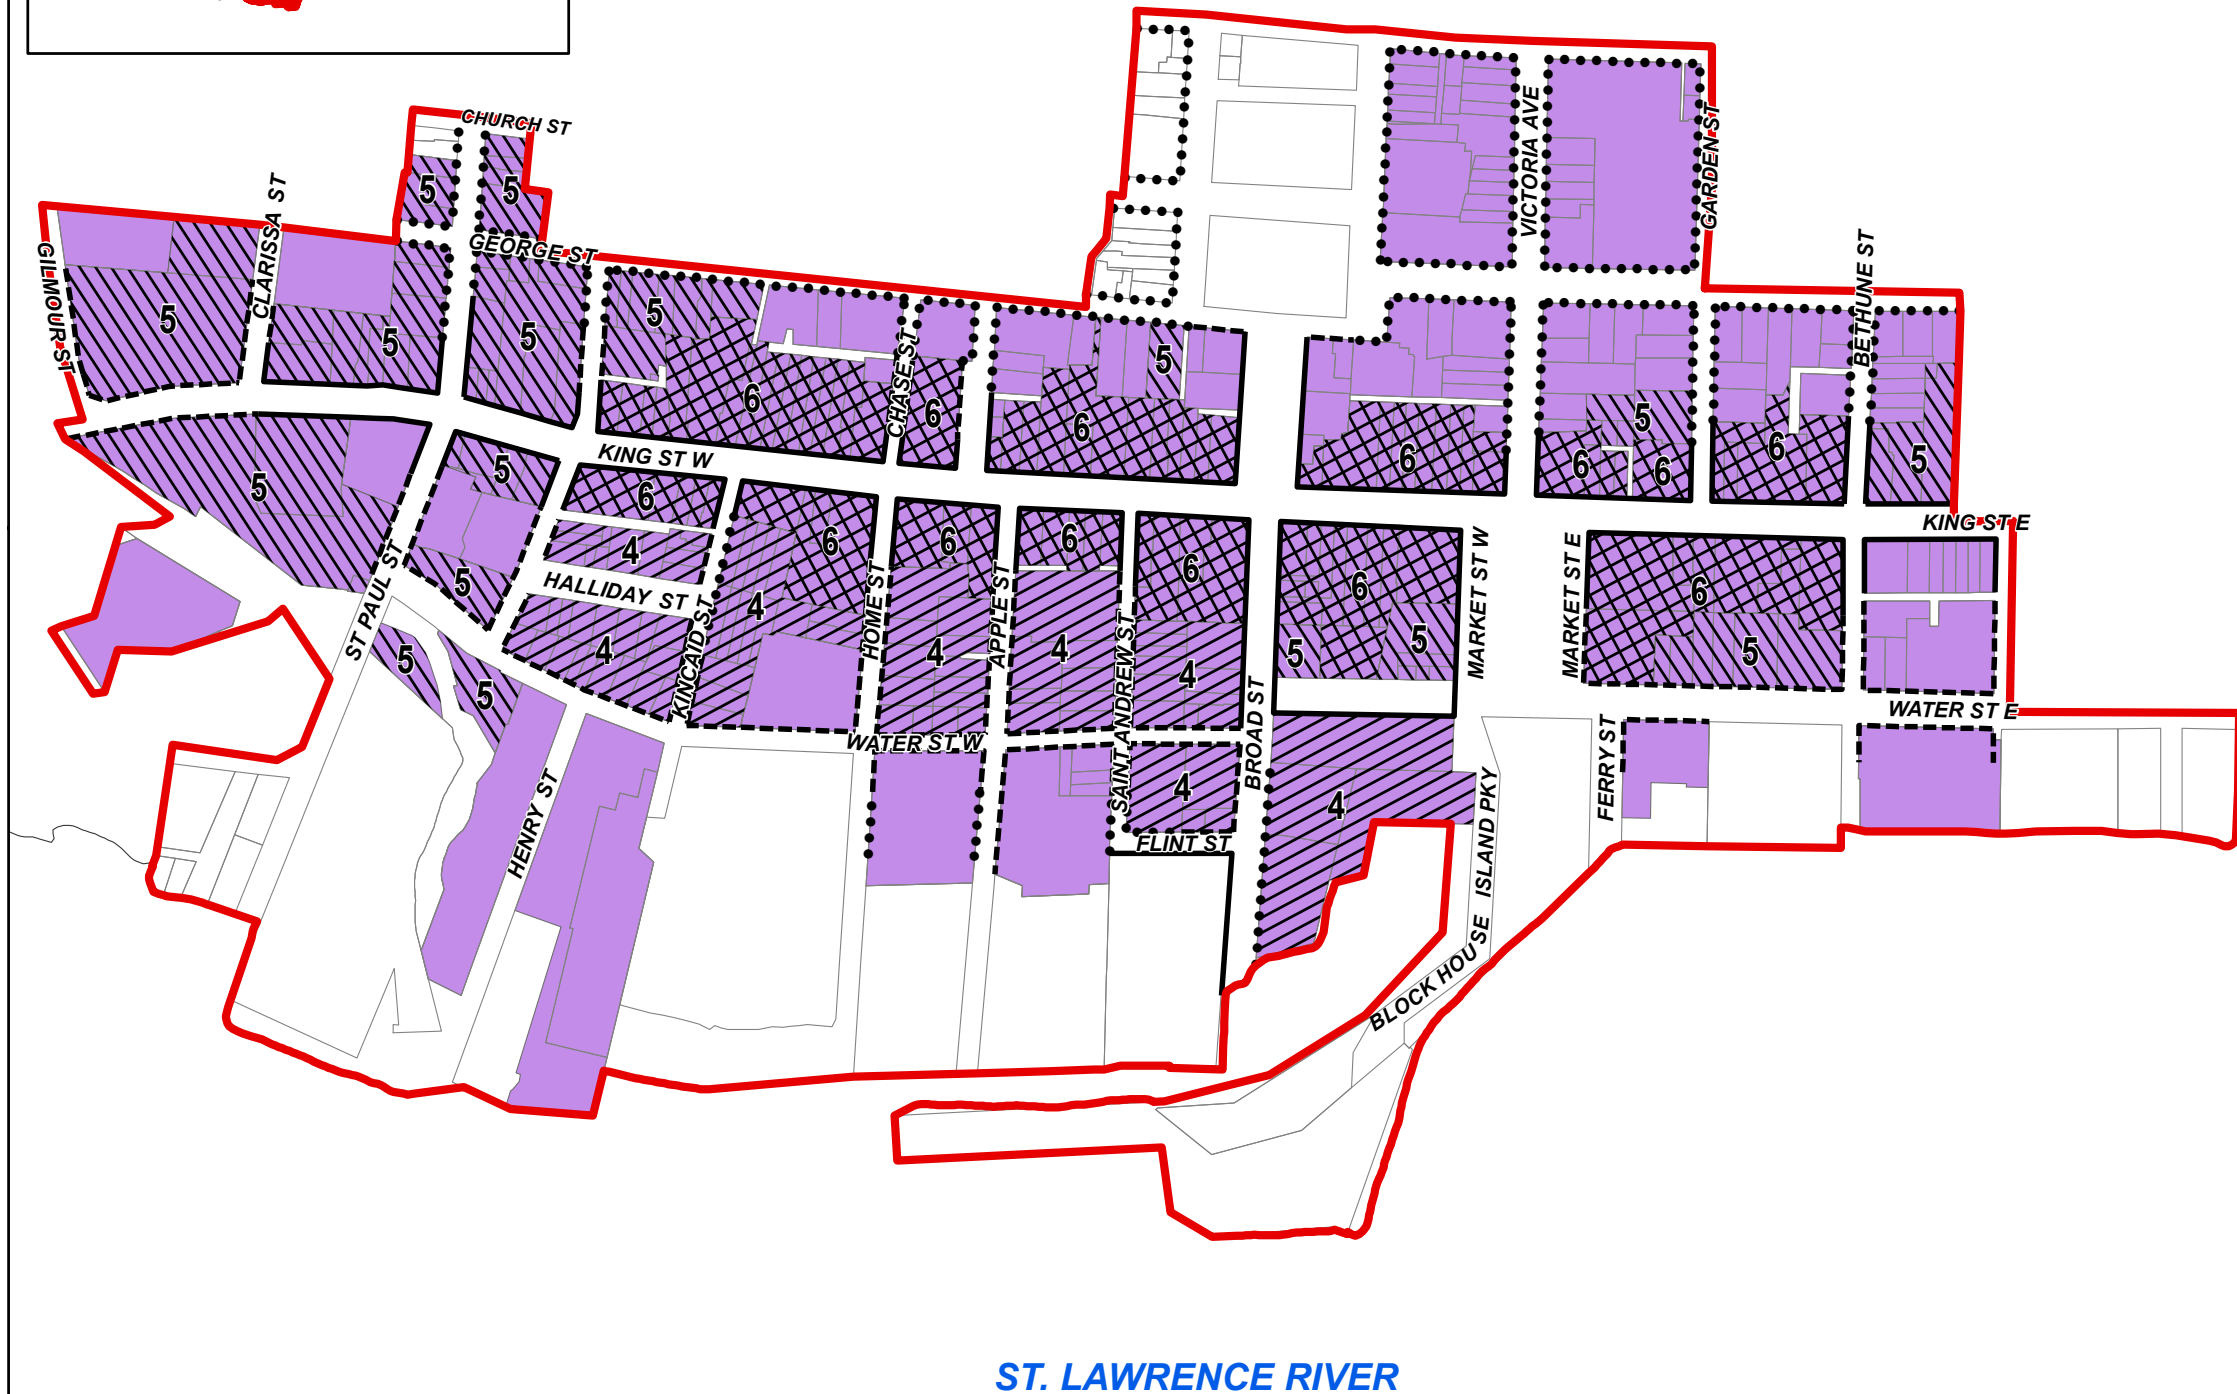 CHURCH ST
5
5
CLARISSA ST
GEORGE ST
GILMOUR ST
5
5
5
5
6
CHASE ST
6
6
5
VICTORIA AVE
GARDEN ST
BETHUNE ST
6
5
6
6
6
5
KING ST W
KING ST E
5
5
5
6
4
HALLIDAY ST
4
ST PAUL ST
5
5
KINCAID ST
4
6
HOME ST
6
4
APPLE ST
6
4
SAINT ANDREW ST
6
4
BROAD ST
6
5
5
MARKET ST W
MARKET ST E
6
5
WATER ST W
WATER ST E
HENRY ST
4
FLINT ST
4
BLOCK HOUSE ISLAND PKY
FERRY ST
ST. LAWRENCE RIVER